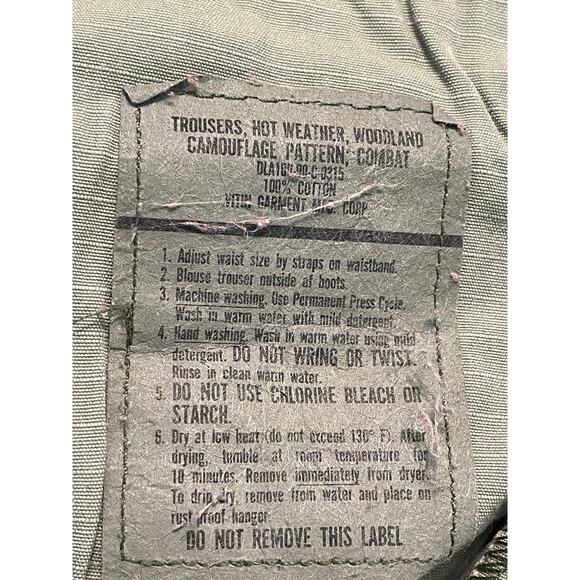 TROUSERS, HOT WEATHER, WOODLAND
CAMOUFLAGE PATTERN; COMBAT
100% COTTON
GARMENT MFG. CORP
1. Adjust waist size by straps on waistband.
2. Blouse trouser outside of boots.
3. Machine washing. Use Permanent Press Cycle.
Wash in warm water with mild detergent.
4. Hand washing. Wash in warm water using mild
detergent. DO NOT WRING OR TWIST.
Rinse in clean warm water.
5. DO NOT USE CHLORINE BLEACH OR
STARCH.
6. Dry at low heat (do not exceed 130° F). After
drying, tumble at room temperature for
10 minutes. Remove immediately from dryer.
To drip dry, remove from water and place on
rust proof hanger.
DO NOT REMOVE THIS LABEL